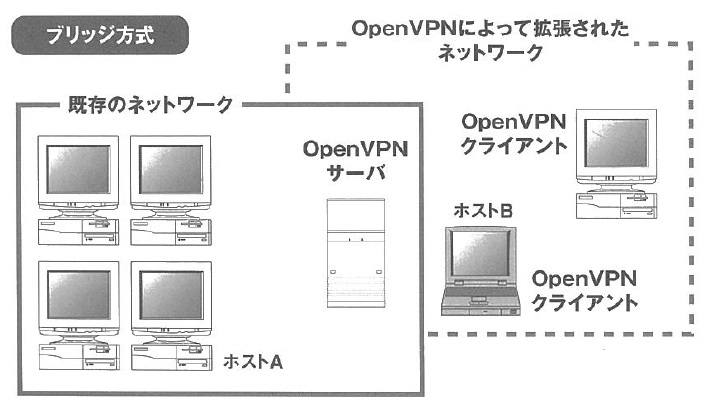 ブリッジ方式
OpenVPNによって拡張された
ネットワーク
既存のネットワーク
OpenVPN
サーバ
OpenVPN
クライアント
ホストB
OpenVPN
クライアント
ホストA